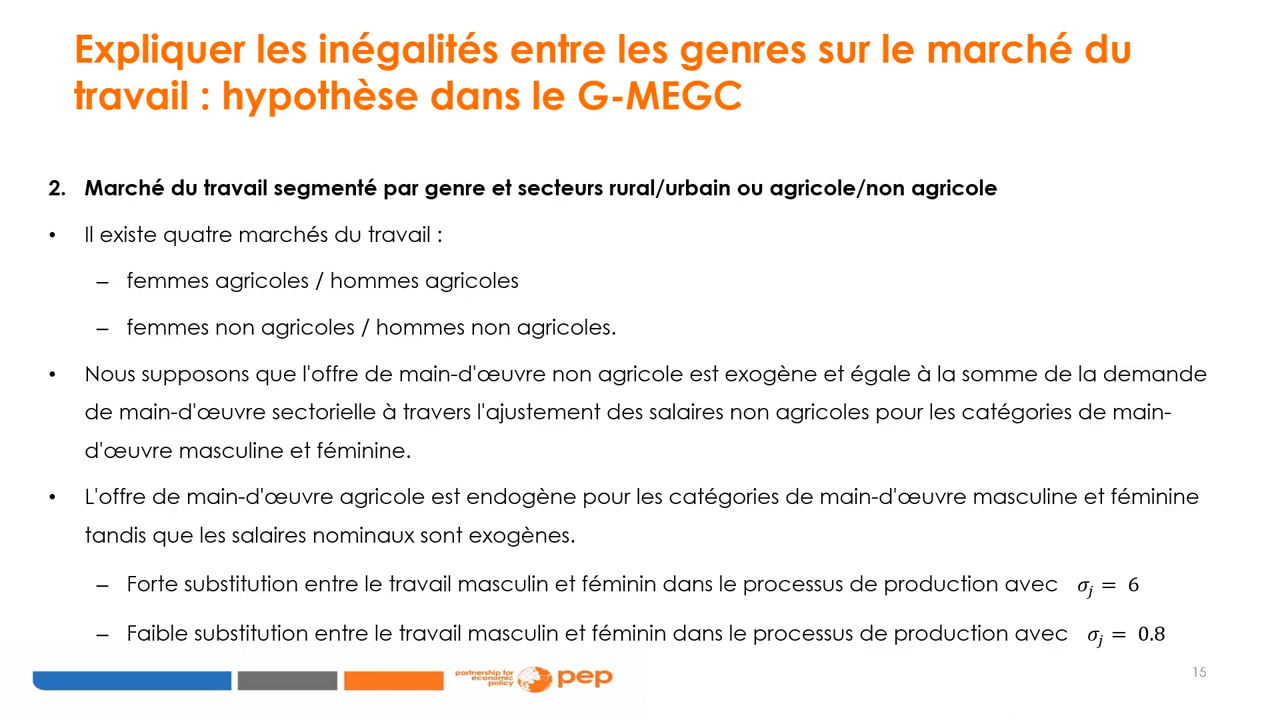 Expliquer les inégalités entre les genres sur le marché du
travail : hypothèse dans le G-MEGC
2. Marché du travail segmenté par genre et secteurs rural/urbain ou agricole/non agricole
• Il existe quatre marchés du travail :
– femmes agricoles / hommes agricoles
– femmes non agricoles / hommes non agricoles.
• Nous supposons que l'offre de main-d'œuvre non agricole est exogène et égale à la somme de la demande
de main-d'œuvre sectorielle à travers l'ajustement des salaires non agricoles pour les catégories de main-
d'œuvre masculine et féminine.
• L'offre de main-d'œuvre agricole est endogène pour les catégories de main-d'œuvre masculine et féminine
tandis que les salaires nominaux sont exogènes.
– Forte substitution entre le travail masculin et féminin dans le processus de production avec σⱼ = 6
– Faible substitution entre le travail masculin et féminin dans le processus de production avec σⱼ = 0.8
partnership for
economic
policy
pep
15